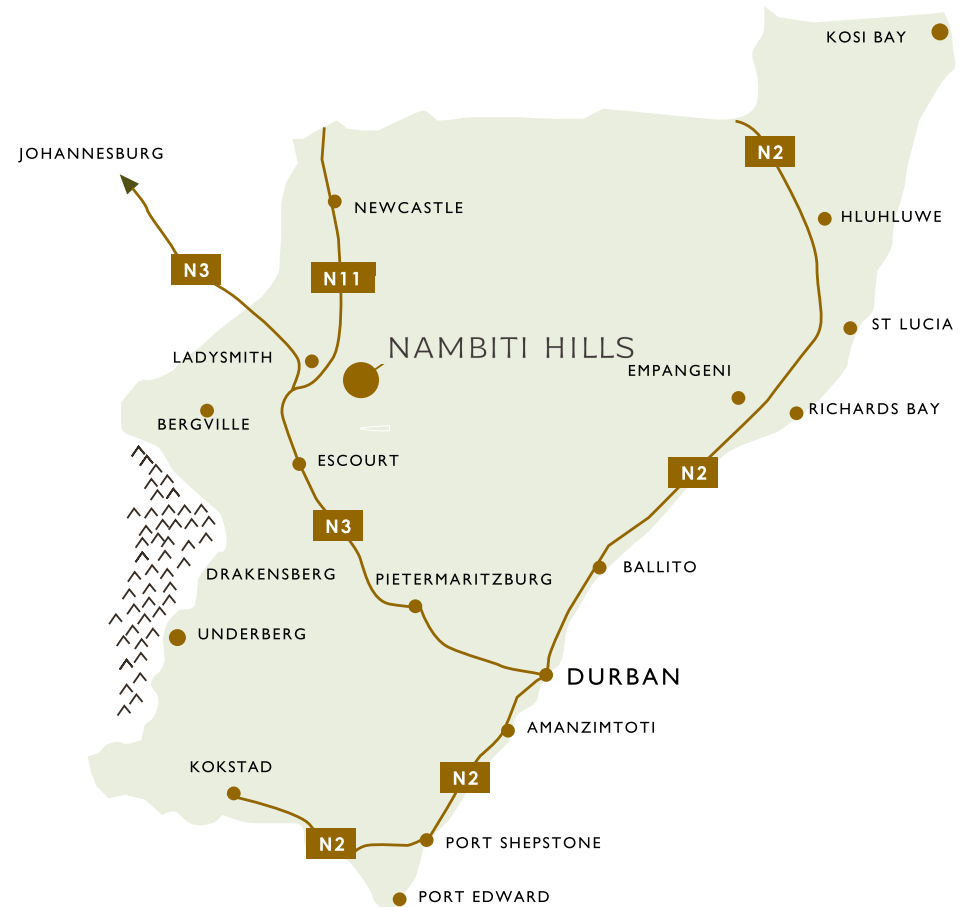 KOSI BAY
N2
JOHANNESBURG
NEWCASTLE
HLUHLUWE
N3
N11
ST LUCIA
NAMBITI HILLS
LADYSMITH
EMPANGENI
RICHARDS BAY
BERGVILLE
ESCOURT
N2
N3
BALLITO
DRAKENSBERG
PIETERMARITZBURG
UNDERBERG
DURBAN
AMANZIMTOTI
KOKSTAD
N2
N2
PORT SHEPSTONE
PORT EDWARD